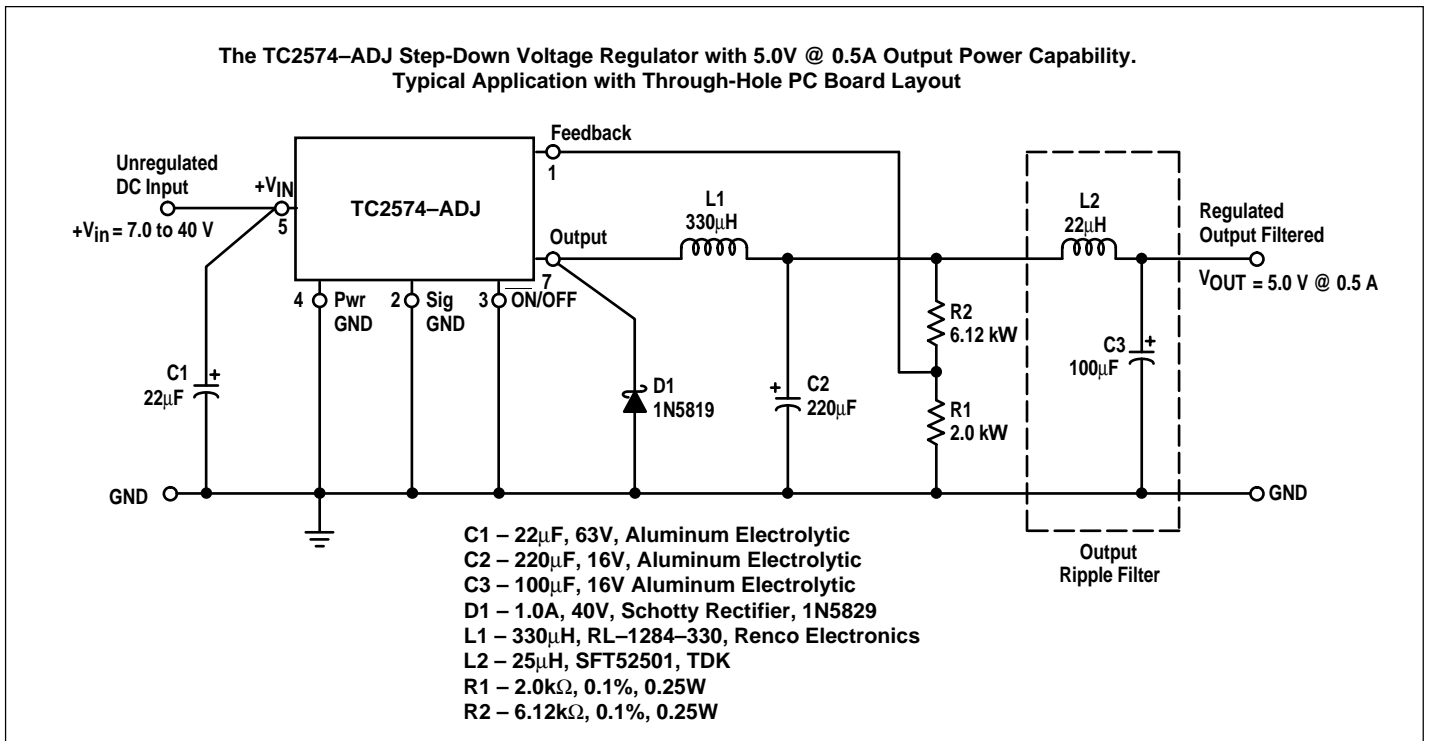 The TC2574–ADJ Step-Down Voltage Regulator with 5.0V @ 0.5A Output Power Capability.
Typical Application with Through-Hole PC Board Layout
Feedback
1
Unregulated
DC Input
+VIN
5
+Vin = 7.0 to 40 V
TC2574–ADJ
Output
7
L1
330μH
L2
22μH
Regulated
Output Filtered
VOUT = 5.0 V @ 0.5 A
4 Pwr
GND
2 Sig
GND
3 ON/OFF
R2
6.12 kW
C3 +
100μF
C1 +
22μF
D1
1N5819
+ C2
220μF
R1
2.0 kW
GND
GND
C1 – 22μF, 63V, Aluminum Electrolytic
C2 – 220μF, 16V, Aluminum Electrolytic
C3 – 100μF, 16V Aluminum Electrolytic
D1 – 1.0A, 40V, Schotty Rectifier, 1N5829
L1 – 330μH, RL–1284–330, Renco Electronics
L2 – 25μH, SFT52501, TDK
R1 – 2.0kΩ, 0.1%, 0.25W
R2 – 6.12kΩ, 0.1%, 0.25W
Output
Ripple Filter